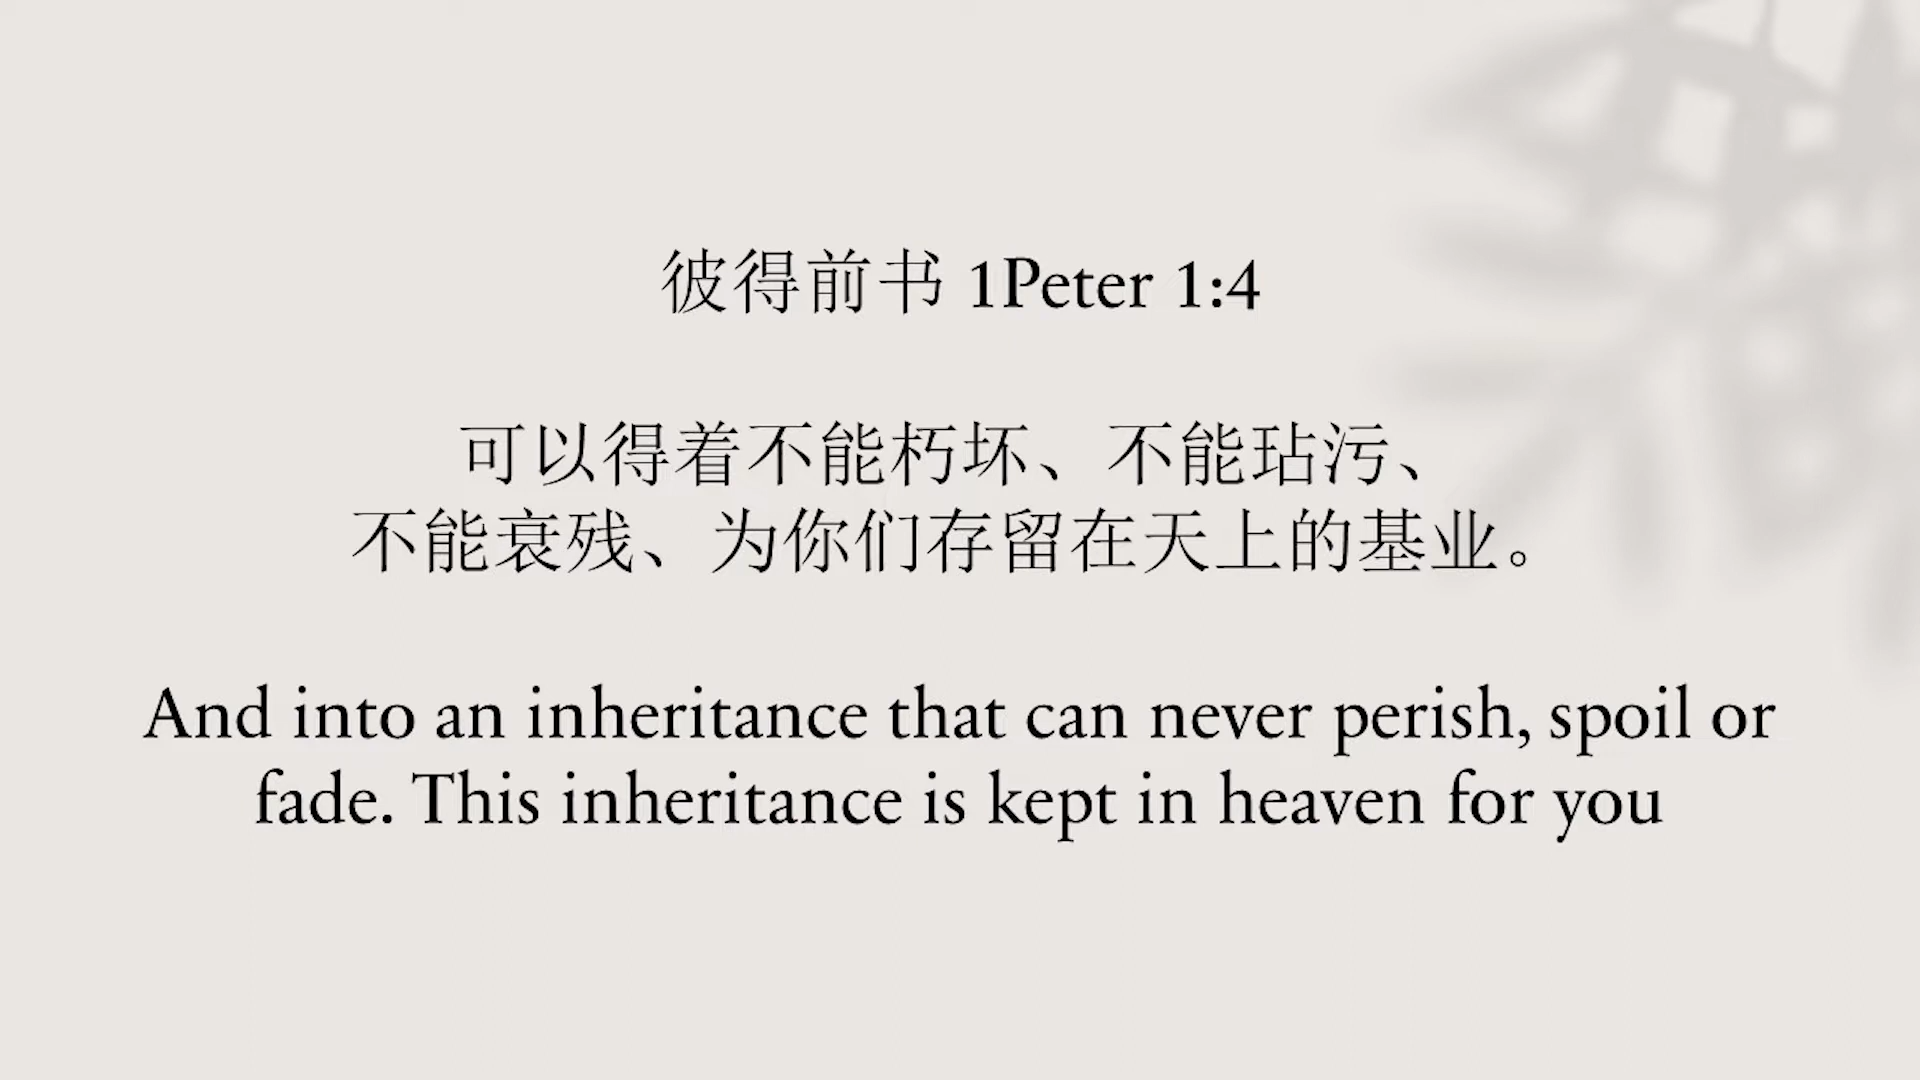 彼得前书 1Peter 1:4
可以得着不能朽坏、不能玷污、
不能衰残、为你们存留在天上的基业。
And into an inheritance that can never perish, spoil or
fade. This inheritance is kept in heaven for you